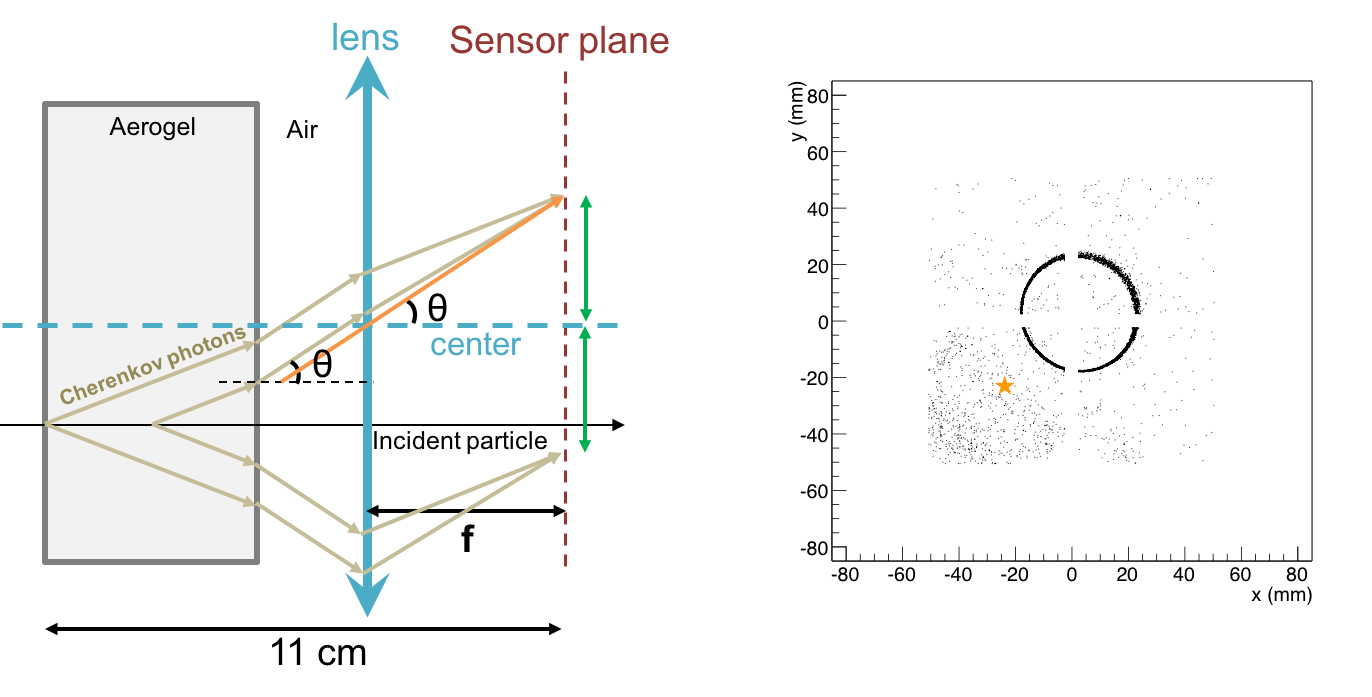 lens
Sensor plane
Aerogel
Air
Cherenkov photons
θ
θ
center
Incident particle
f
11 cm
y (mm)
80
60
40
20
0
-20
-40
-60
-80
-80 -60 -40 -20 0 20 40 60 80
x (mm)